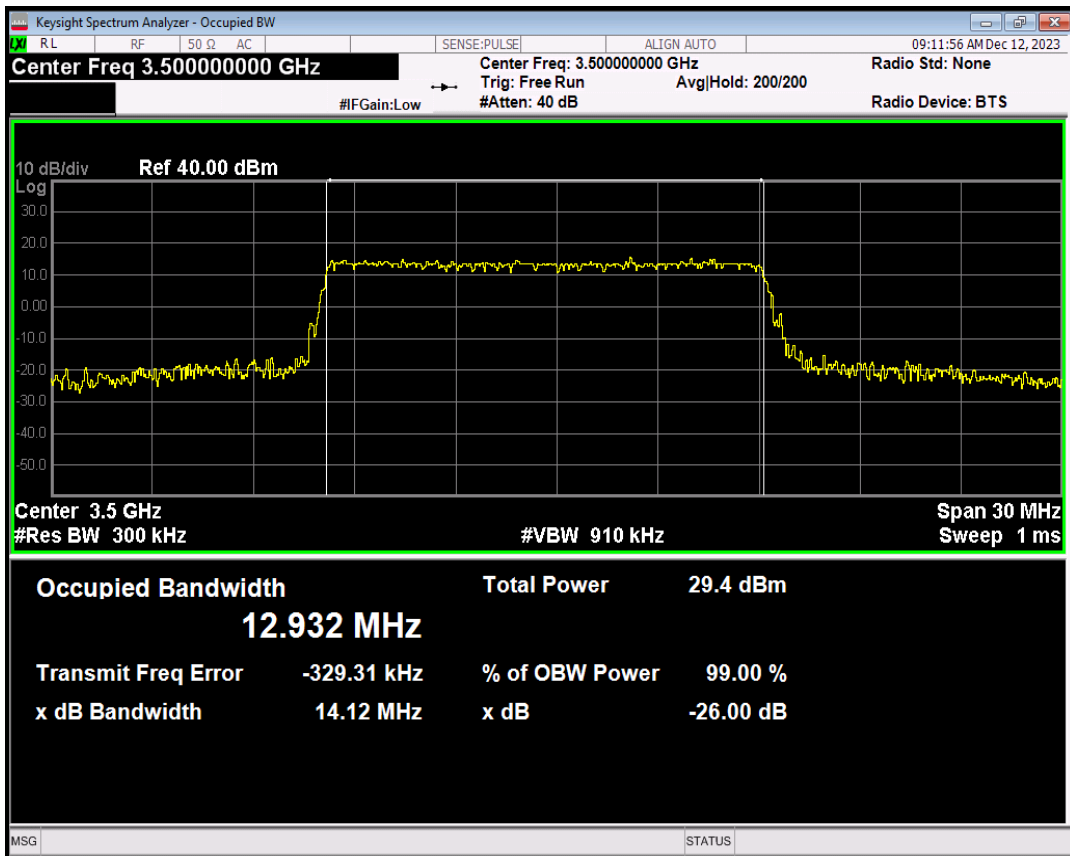 Keysight Spectrum Analyzer - Occupied BW
LXI RL RF 50 Ω AC SENSE:PULSE ALIGN AUTO 09:11:56 AM Dec 12, 2023
Center Freq 3.500000000 GHz Center Freq: 3.500000000 GHz Radio Std: None
Trig: Free Run Avg|Hold: 200/200
#IFGain:Low #Atten: 40 dB Radio Device: BTS
10 dB/div Ref 40.00 dBm
Log
30.0
20.0
10.0
0.00
-10.0
-20.0
-30.0
-40.0
-50.0
Center 3.5 GHz Span 30 MHz
#Res BW 300 kHz #VBW 910 kHz Sweep 1 ms
Occupied Bandwidth Total Power 29.4 dBm
12.932 MHz
Transmit Freq Error -329.31 kHz % of OBW Power 99.00 %
x dB Bandwidth 14.12 MHz x dB -26.00 dB
MSG STATUS